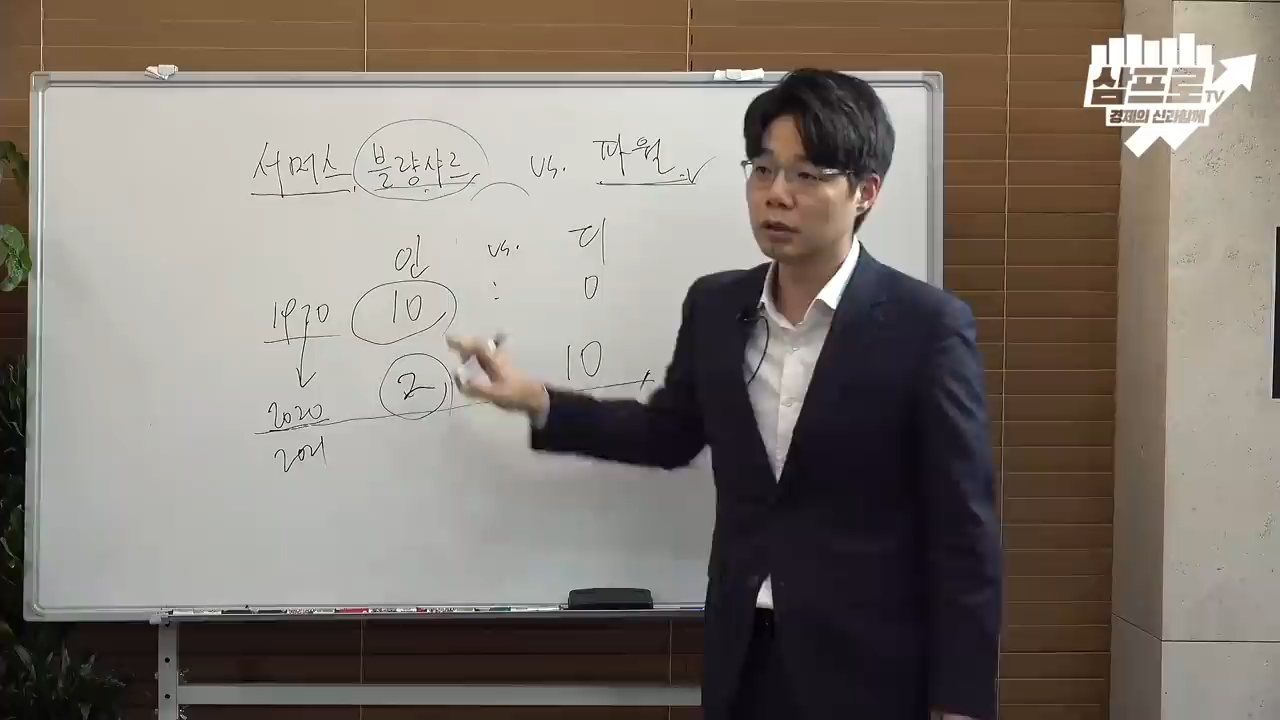 서머스 블량샤르 vs. 파월
인 vs. 디
1970 10 : 0
2020 2 10
2021
삼프로TV
경제의 신과함께